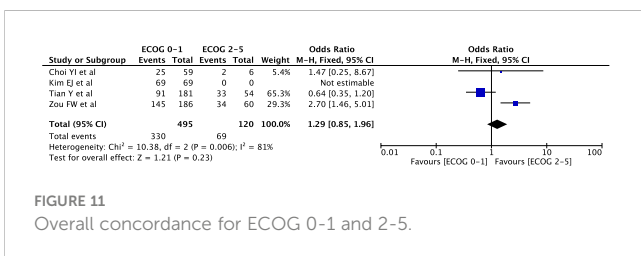 ECOG 0-1 ECOG 2-5 Odds Ratio Odds Ratio
Study or Subgroup Events Total Events Total Weight M-H, Fixed, 95% CI M-H, Fixed, 95% CI
Choi YI et al 25 59 2 6 5.4% 1.47 [0.25, 8.67]
Kim EJ et al 69 69 0 0 Not estimable
Tian Y et al 91 181 33 54 65.3% 0.64 [0.35, 1.20]
Zou FW et al 145 186 34 60 29.3% 2.70 [1.46, 5.01]
Total (95% CI) 495 120 100.0% 1.29 [0.85, 1.96]
Total events 330 69
Heterogeneity: Chi² = 10.38, df = 2 (P = 0.006); I² = 81%
Test for overall effect: Z = 1.21 (P = 0.23)
0.01 0.1 1 10 100
Favours [ECOG 0-1] Favours [ECOG 2-5]
FIGURE 11
Overall concordance for ECOG 0-1 and 2-5.